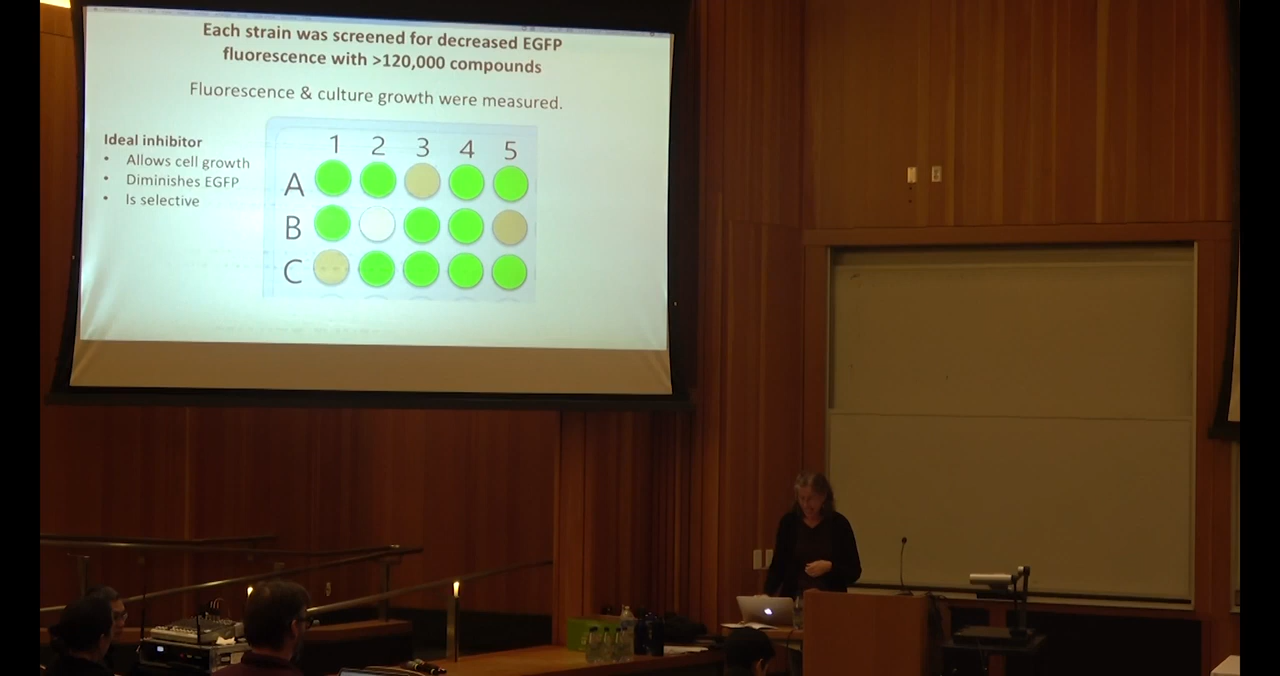 Each strain was screened for decreased EGFP
fluorescence with >120,000 compounds
Fluorescence & culture growth were measured.
Ideal inhibitor
• Allows cell growth
• Diminishes EGFP
• Is selective
1 2 3 4 5
A
B
C